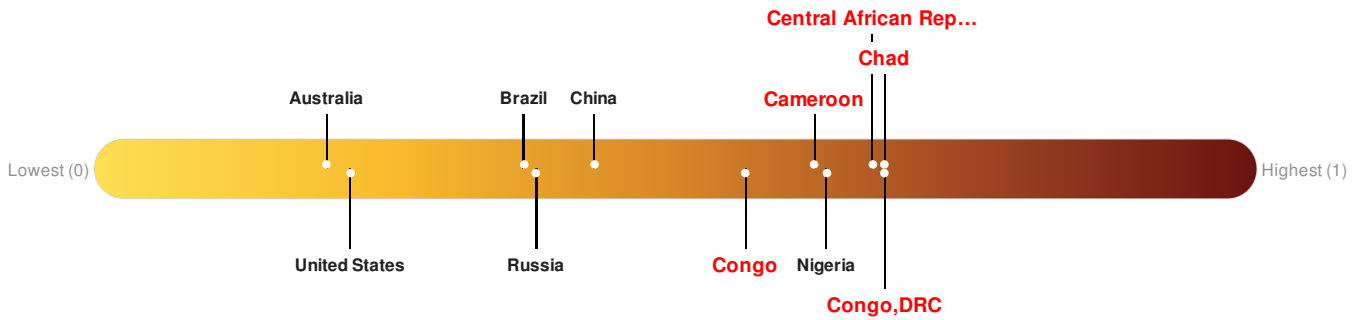 Central African Rep…
Chad
Australia
Brazil
China
Cameroon
Lowest (0)
Highest (1)
United States
Russia
Congo
Nigeria
Congo,DRC